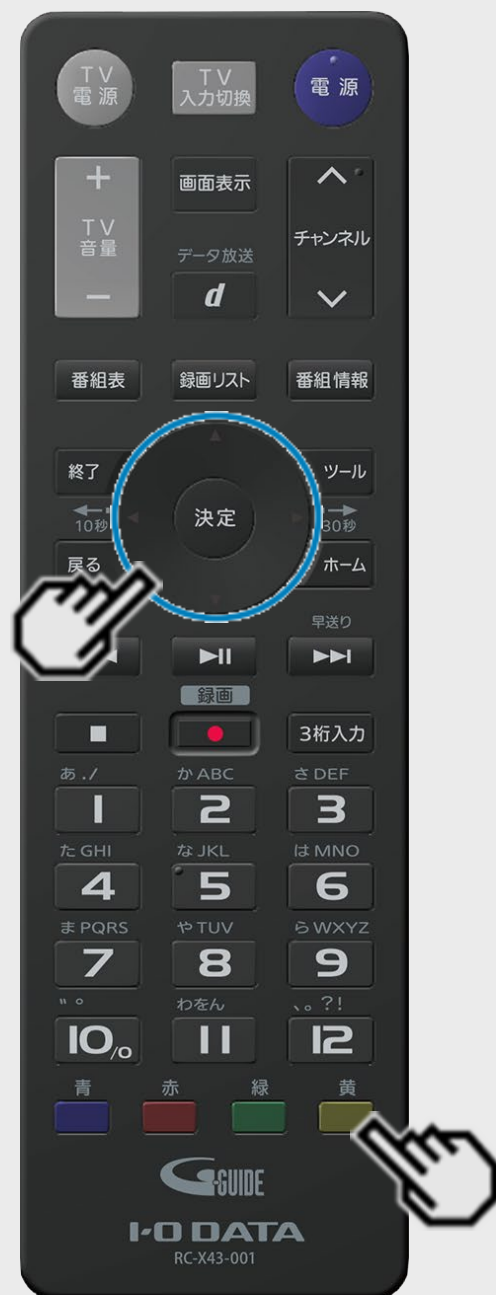 TV
電源
TV
入力切換
電源
+
TV
音量
−
画面表示
データ放送
d
チャンネル
番組表
録画リスト
番組情報
終了
決定
ツール
10秒
30秒
戻る
ホーム
早送り
録画
3桁入力
あ./
1
かABC
2
さDEF
3
たGHI
4
なJKL
5
はMNO
6
まPQRS
7
やTUV
8
らWXYZ
9
゛゜
10/0
わをん
11
、。?!
12
青
赤
緑
黄
G-GUIDE
I-O DATA
RC-X43-001